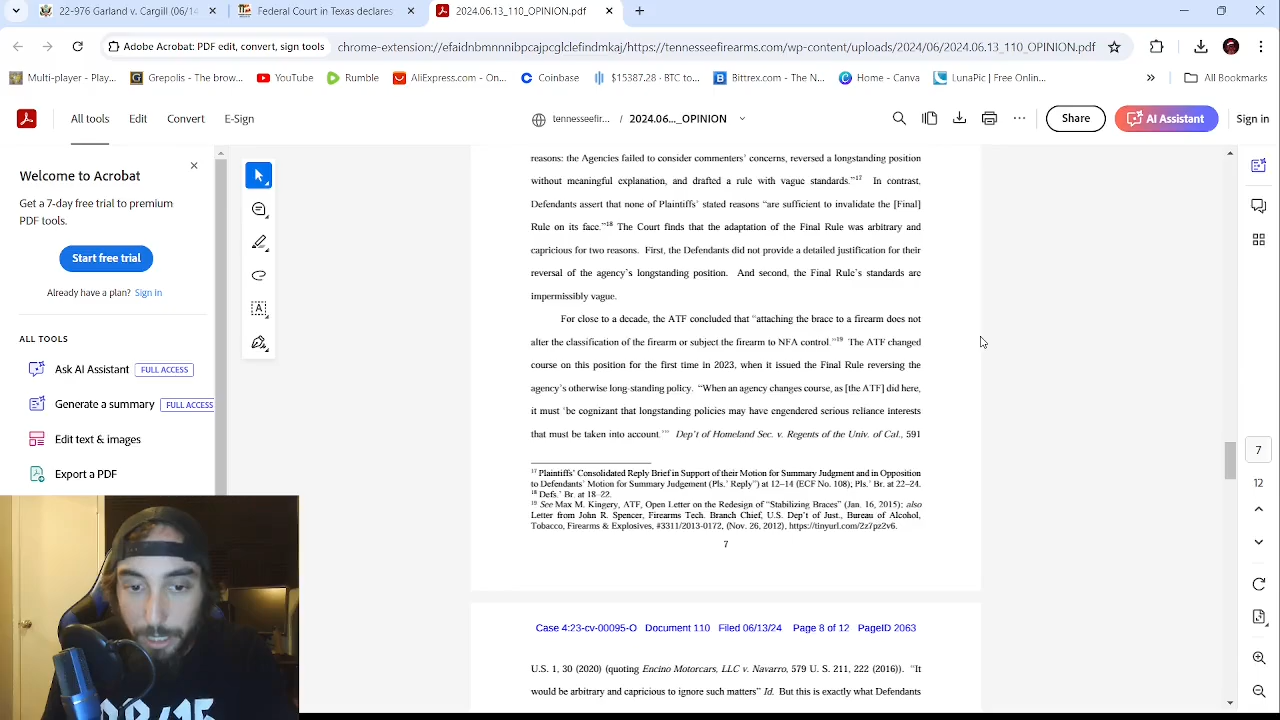 22-976 Garland v. Cargill (06/1
Federal Court in Texas declares
2024.06.13_110_OPINION.pdf
Adobe Acrobat: PDF edit, convert, sign tools
chrome-extension://efaidnbmnnnibpcajpcglclefindmkaj/https://tennesseefirearms.com/wp-content/uploads/2024/06/2024.06.13_110_OPINION.pdf
Multi-player - Play...
Grepolis - The brow...
YouTube
Rumble
AliExpress.com - On...
Coinbase
$15387.28 · BTC to...
Bittrex.com - The N...
Home - Canva
Lunapic | Free Onlin...
All Bookmarks
All tools
Edit
Convert
E-Sign
tennesseefir... / 2024.06..._OPINION
Share
AI Assistant
Sign in
Welcome to Acrobat
Get a 7-day free trial to premium
PDF tools.
Start free trial
Already have a plan? Sign in
ALL TOOLS
Ask AI Assistant FULL ACCESS
Generate a summary FULL ACCESS
Edit text & images
Export a PDF
reasons: the Agencies failed to consider commenters' concerns, reversed a longstanding position
without meaningful explanation, and drafted a rule with vague standards."17 In contrast,
Defendants assert that none of Plaintiffs' stated reasons "are sufficient to invalidate the [Final]
Rule on its face."18 The Court finds that the adaptation of the Final Rule was arbitrary and
capricious for two reasons. First, the Defendants did not provide a detailed justification for their
reversal of the agency's longstanding position. And second, the Final Rule's standards are
impermissibly vague.
For close to a decade, the ATF concluded that "attaching the brace to a firearm does not
alter the classification of the firearm or subject the firearm to NFA control."19 The ATF changed
course on this position for the first time in 2023, when it issued the Final Rule reversing the
agency's otherwise long-standing policy. "When an agency changes course, as [the ATF] did here,
it must 'be cognizant that longstanding policies may have engendered serious reliance interests
that must be taken into account.'" Dep't of Homeland Sec. v. Regents of the Univ. of Cal., 591
17 Plaintiffs' Consolidated Reply Brief in Support of their Motion for Summary Judgment and in Opposition
to Defendants' Motion for Summary Judgement (Pls.' Reply") at 12–14 (ECF No. 108); Pls.' Br. at 22–24.
18 Defs.' Br. at 18–22.
19 See Max M. Kingery, ATF, Open Letter on the Redesign of "Stabilizing Braces" (Jan. 16, 2015); also
Letter from John R. Spencer, Firearms Tech. Branch Chief, U.S. Dep't of Just., Bureau of Alcohol,
Tobacco, Firearms & Explosives, #3311/2013-0172, (Nov. 26, 2012), https://tinyurl.com/2z7pz2v6.
7
Case 4:23-cv-00095-O Document 110 Filed 06/13/24 Page 8 of 12 PageID 2063
U.S. 1, 30 (2020) (quoting Encino Motorcars, LLC v. Navarro, 579 U. S. 211, 222 (2016)). "It
would be arbitrary and capricious to ignore such matters" Id. But this is exactly what Defendants
7
12